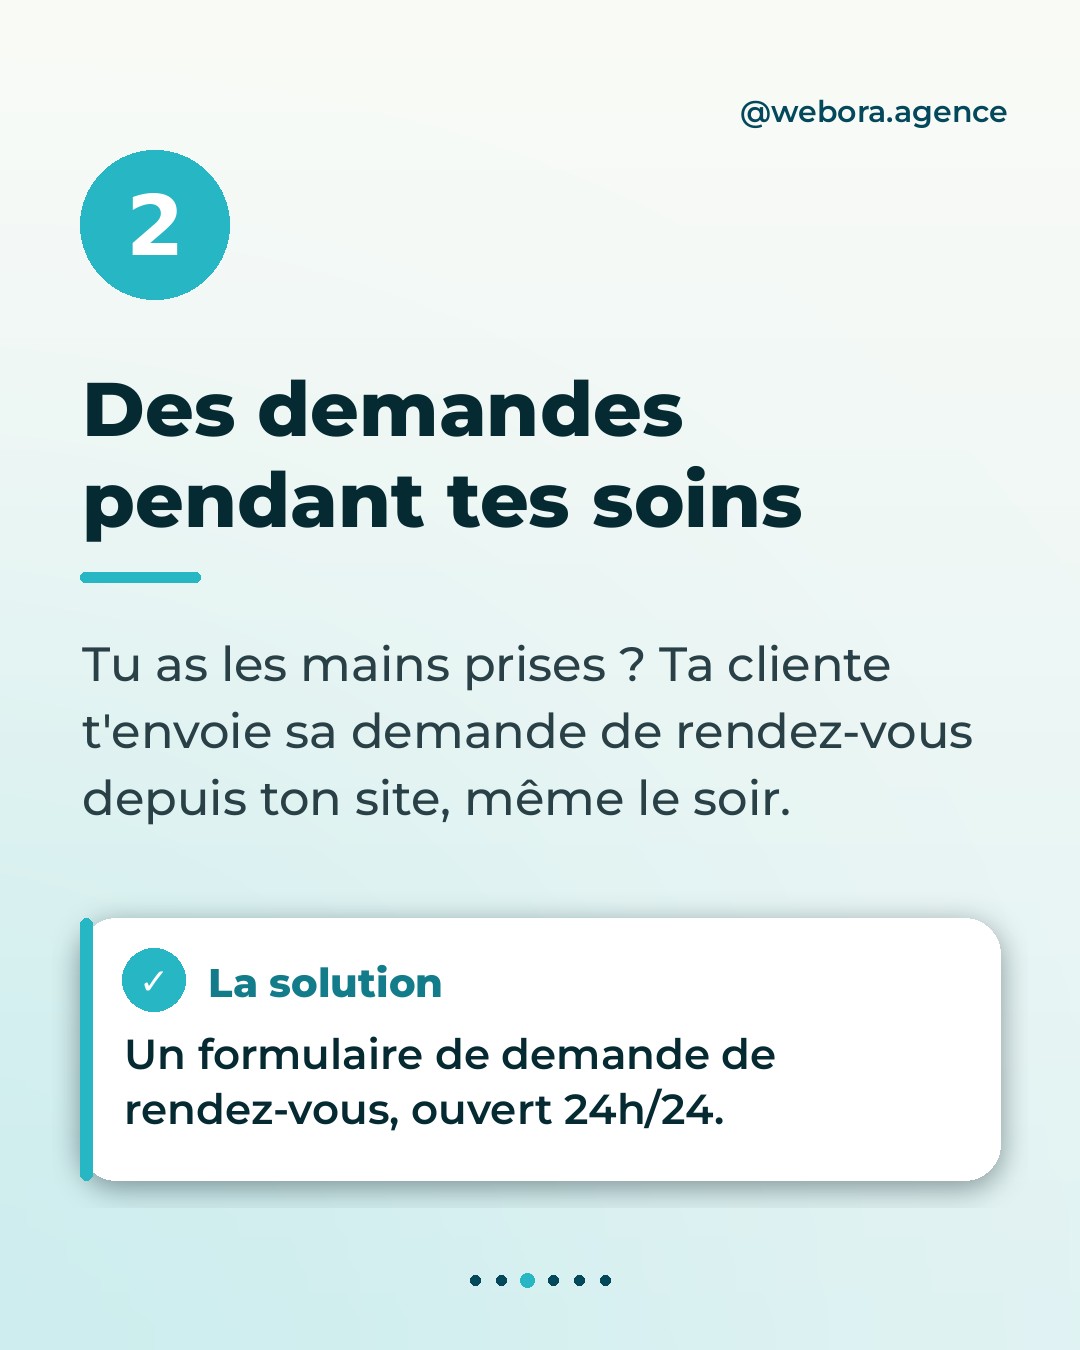 @webora.agence
2
Des demandes
pendant tes soins
Tu as les mains prises ? Ta cliente
t'envoie sa demande de rendez-vous
depuis ton site, même le soir.
✓ La solution
Un formulaire de demande de
rendez-vous, ouvert 24h/24.